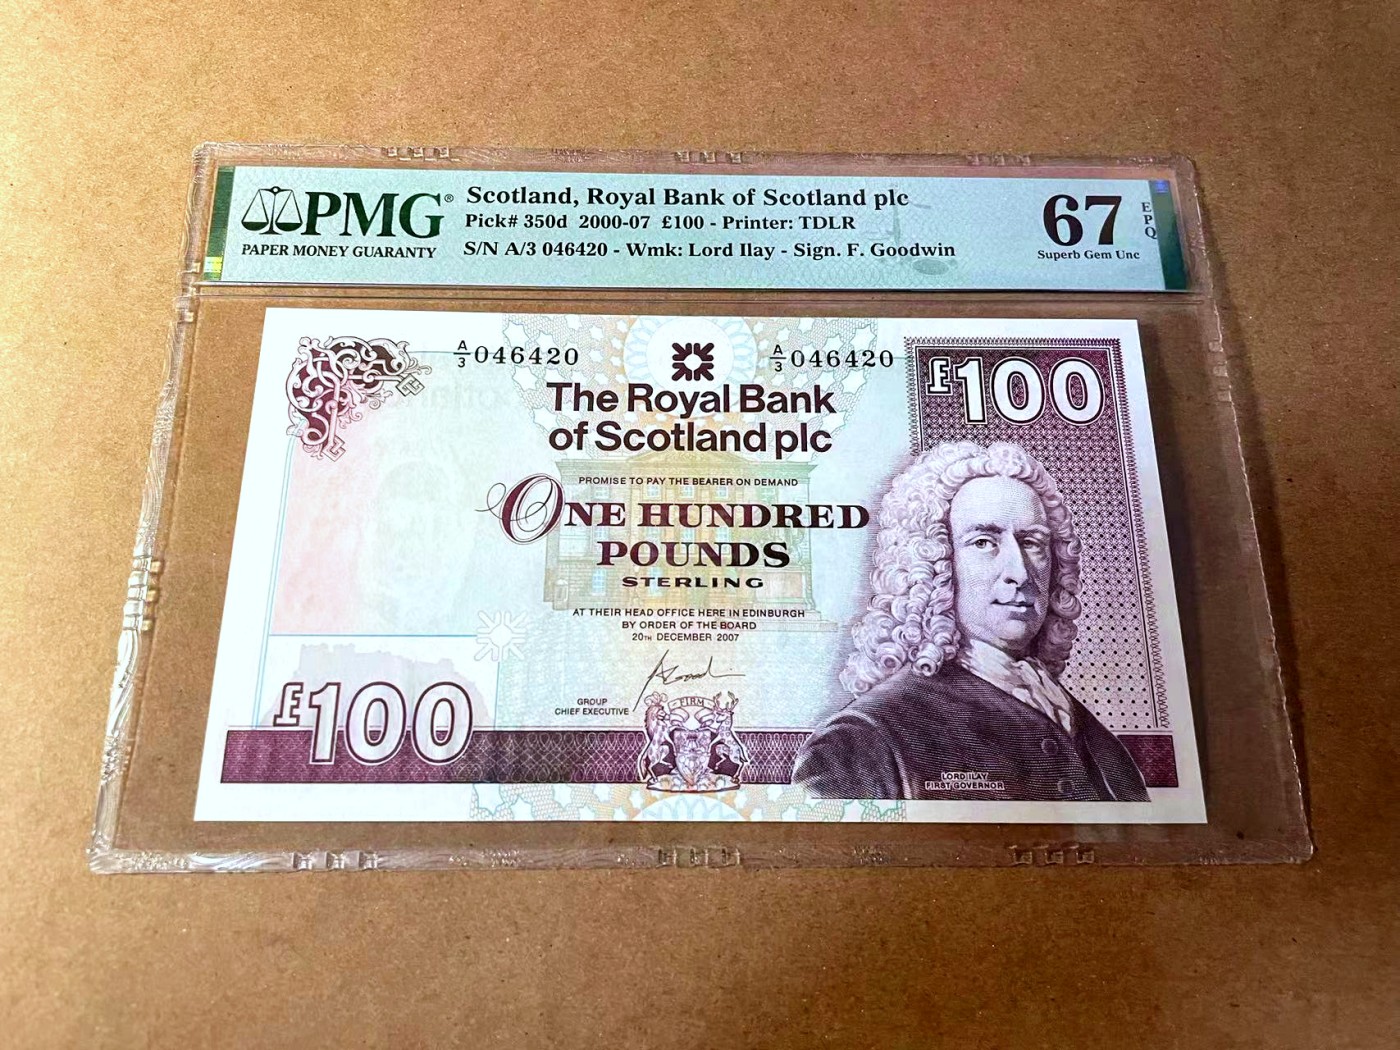 PMG®
PAPER MONEY GUARANTY
Scotland, Royal Bank of Scotland plc
Pick# 350d 2000-07 £100 - Printer: TDLR
S/N A/3 046420 - Wmk: Lord Ilay - Sign. F. Goodwin
67
EPQ
Superb Gem Unc
A/3 046420
A/3 046420
£100
The Royal Bank
of Scotland plc
PROMISE TO PAY THE BEARER ON DEMAND
ONE HUNDRED
POUNDS
STERLING
AT THEIR HEAD OFFICE HERE IN EDINBURGH
BY ORDER OF THE BOARD
20TH DECEMBER 2007
GROUP
CHIEF EXECUTIVE
FIRM
£100
LORD ILAY
FIRST GOVERNOR